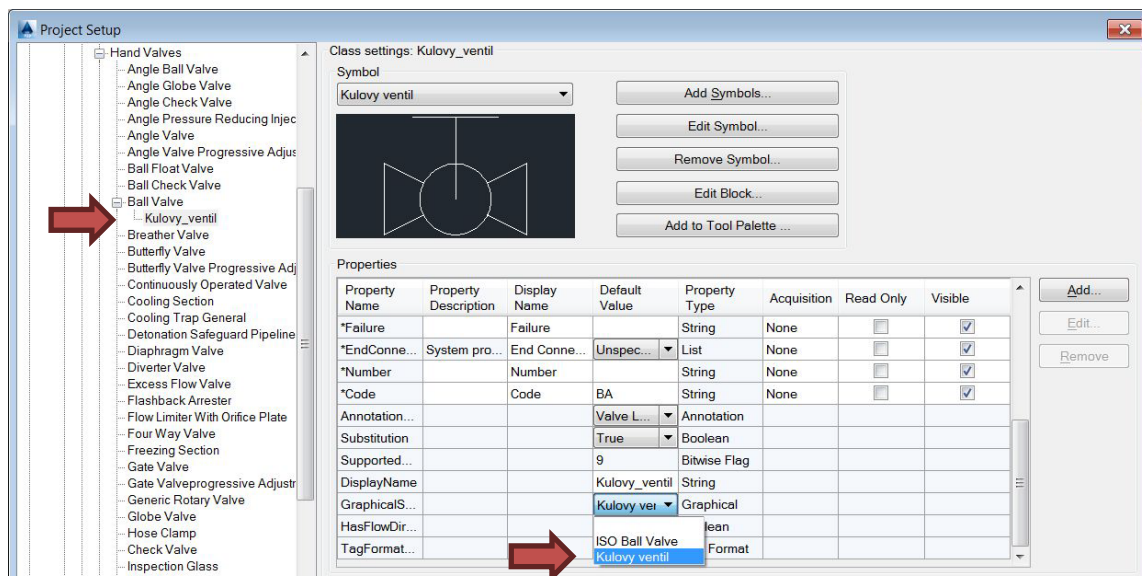 Project Setup
Hand Valves
Angle Ball Valve
Angle Globe Valve
Angle Check Valve
Angle Pressure Reducing Injec
Angle Valve
Angle Valve Progressive Adjus
Ball Float Valve
Ball Check Valve
Ball Valve
Kulovy_ventil
Breather Valve
Butterfly Valve
Butterfly Valve Progressive Adj
Continuously Operated Valve
Cooling Section
Cooling Trap General
Detonation Safeguard Pipeline
Diaphragm Valve
Diverter Valve
Excess Flow Valve
Flashback Arrester
Flow Limiter With Orifice Plate
Four Way Valve
Freezing Section
Gate Valve
Gate Valveprogressive Adjustr
Generic Rotary Valve
Globe Valve
Hose Clamp
Check Valve
Inspection Glass
Class settings: Kulovy_ventil
Symbol
Kulovy ventil
Add Symbols...
Edit Symbol...
Remove Symbol...
Edit Block...
Add to Tool Palette ...
Properties
Property Name Property Description Display Name Default Value Property Type Acquisition Read Only Visible
*Failure Failure String None
*EndConne... System pro... End Conne... Unspec... List None
*Number Number String None
*Code Code BA String None
Annotation... Valve L... Annotation
Substitution True Boolean
Supported... 9 Bitwise Flag
DisplayName Kulovy_ventil String
GraphicalS... Kulovy ver Graphical
HasFlowDir... lean
ISO Ball Valve
TagFormat... Kulovy ventil Format
Add...
Edit...
Remove